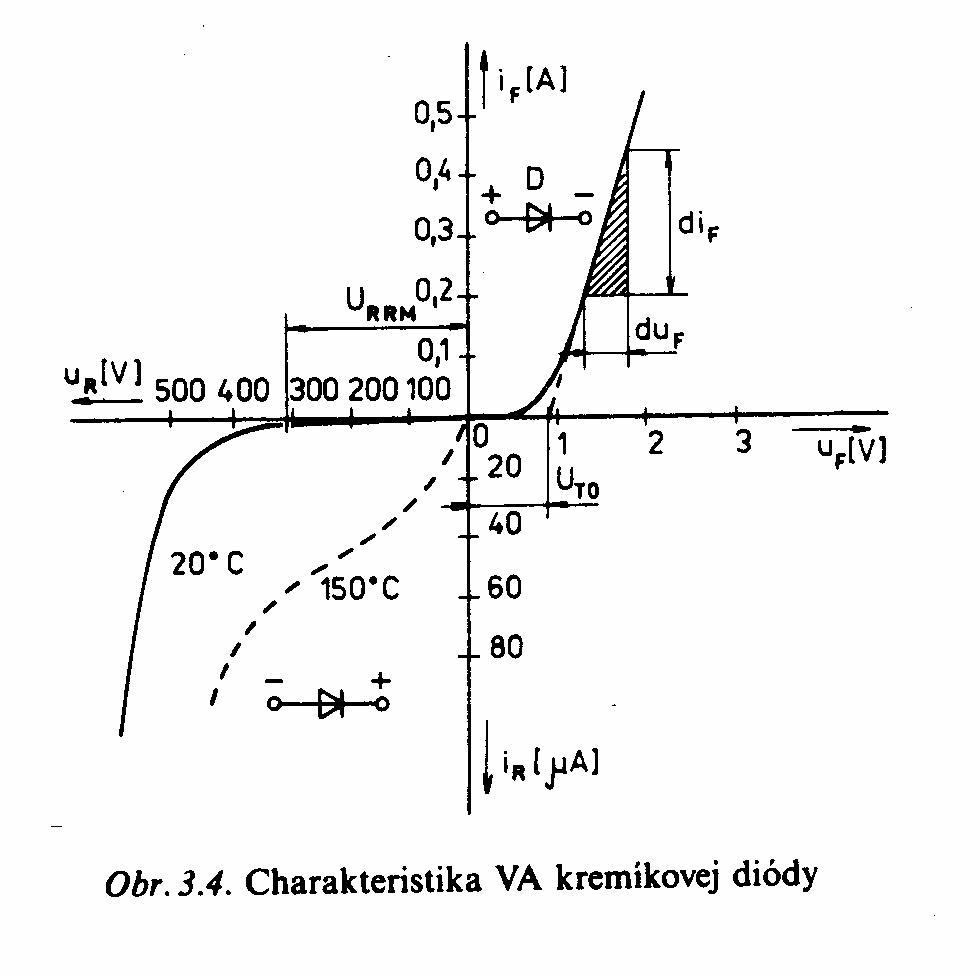 i_F [A]
0,5
0,4
D
+ −
0,3
di_F
0,2
U_RRM
du_F
0,1
u_R [V]
500 400 300 200 100
0 1 2 3
u_F [V]
20
U_TO
40
20°C
150°C
60
80
− +
i_R [μA]
Obr. 3.4. Charakteristika VA kremíkovej diódy